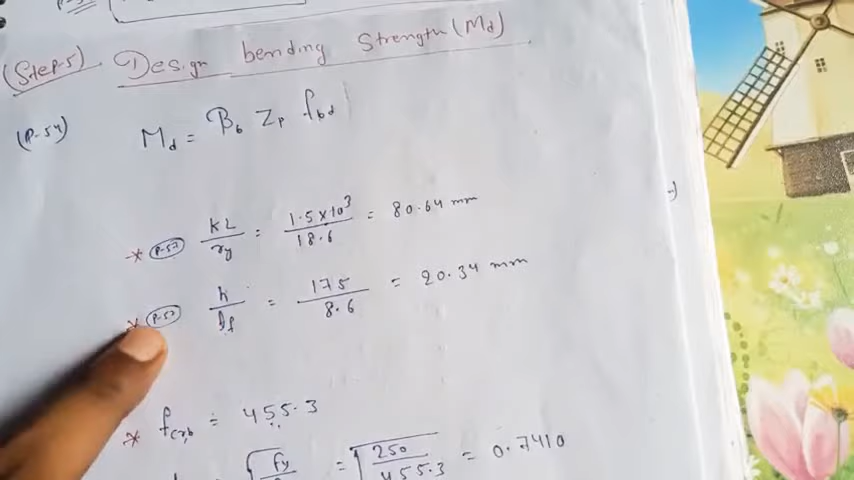 (Step-5) Design bending Strength (Md)
(P-54) Md = βb Zp fbd
* (P-57) KL/ry = 1.5×10³/18.6 = 80.64 mm
* (P-57) h/tf = 175/8.6 = 20.34 mm
* fcr,b = 455.3
√fy = √250/455.3 = 0.7410